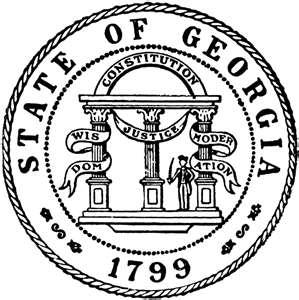 STATE OF GEORGIA
CONSTITUTION
JUSTICE
WIS
DOM
MODER
ATION
1799